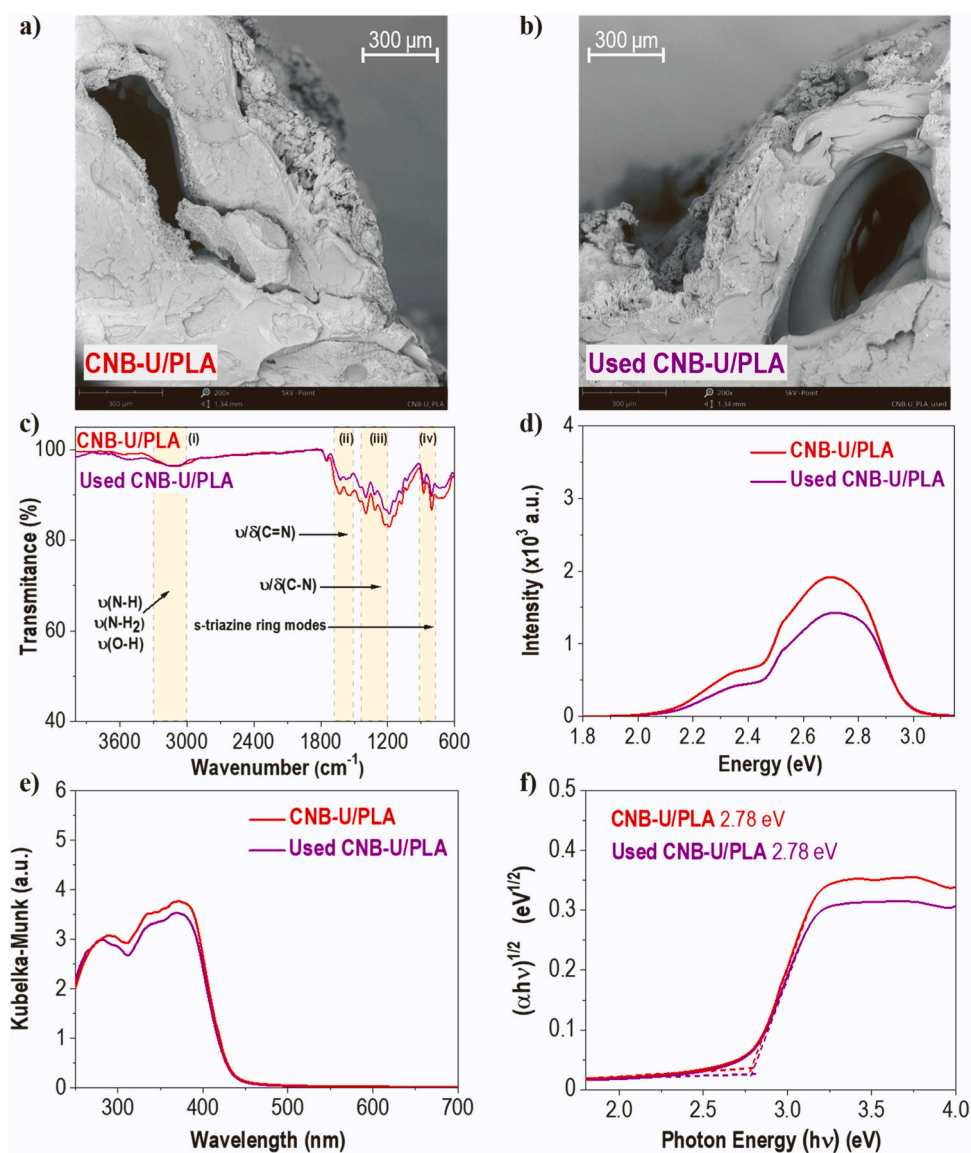 a)
300 µm
CNB-U/PLA
300 µm
200x
1.34 mm
5kV -Point
CNB-U_PLA
b)
300 µm
Used CNB-U/PLA
300 µm
200x
1.34 mm
5kV -Point
CNB-U_PLA_used
c)
CNB-U/PLA
Used CNB-U/PLA
(i)
(ii)
(iii)
(iv)
υ/δ(C=N)
υ/δ(C-N)
s-triazine ring modes
υ(N-H)
υ(N-H₂)
υ(O-H)
Transmitance (%)
100
80
60
40
3600 3000 2400 1800 1200 600
Wavenumber (cm⁻¹)
d)
CNB-U/PLA
Used CNB-U/PLA
Intensity (x10³ a.u.)
4
3
2
1
0
1.8 2.0 2.2 2.4 2.6 2.8 3.0
Energy (eV)
e)
CNB-U/PLA
Used CNB-U/PLA
Kubelka-Munk (a.u.)
6
5
4
3
2
1
0
300 400 500 600 700
Wavelength (nm)
f)
CNB-U/PLA 2.78 eV
Used CNB-U/PLA 2.78 eV
(αhν)^1/2 (eV^1/2)
0.5
0.4
0.3
0.2
0.1
0
2.0 2.5 3.0 3.5 4.0
Photon Energy (hν) (eV)